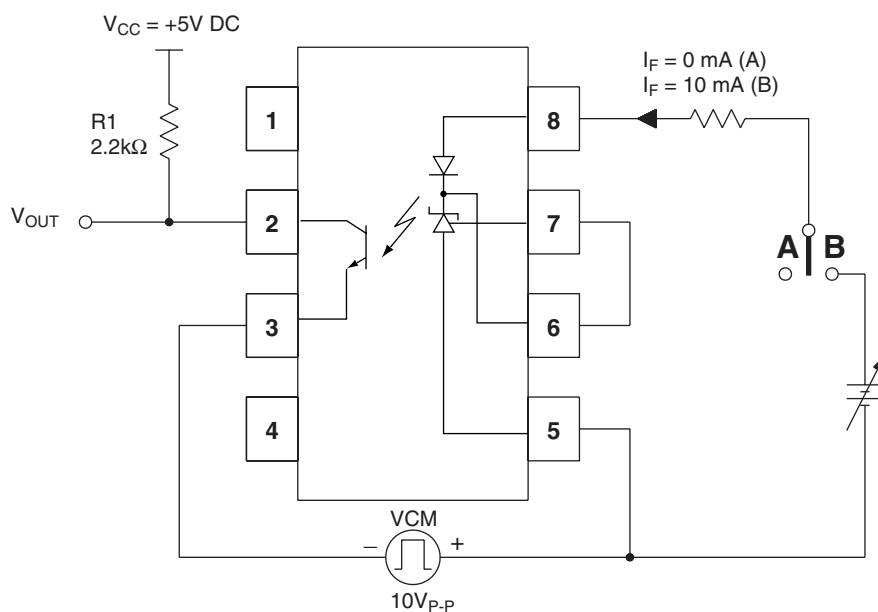 V_CC = +5V DC
I_F = 0 mA (A)
I_F = 10 mA (B)
R1
2.2kΩ
1
8
V_OUT
2
7
A
B
3
6
4
5
VCM
–
+
10V_P-P